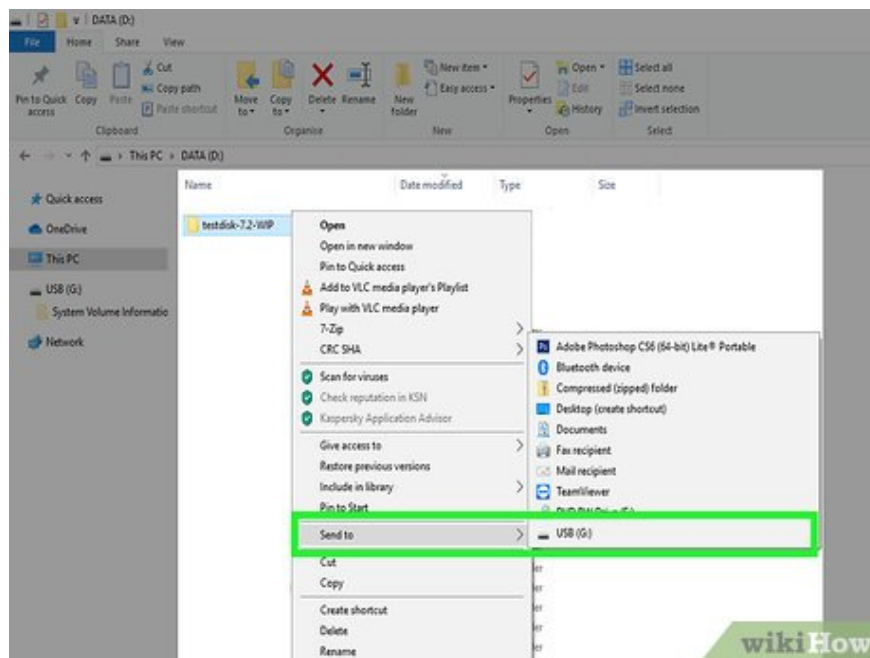 DATA (D:)
File Home Share View
Pin to Quick access
Copy
Paste
Cut
Copy path
Paste shortcut
Clipboard
Move to
Copy to
Delete
Rename
Organise
New folder
New item
Easy access
New
Properties
Open
Edit
History
Open
Select all
Select none
Invert selection
Select
This PC > DATA (D:)
Name Date modified Type Size
Quick access
OneDrive
This PC
USB (G:)
System Volume Informatio
Network
testdisk-7.2-WIP
Open
Open in new window
Pin to Quick access
Add to VLC media player's Playlist
Play with VLC media player
7-Zip
CRC SHA
Scan for viruses
Check reputation in KSN
Kaspersky Application Advisor
Give access to
Restore previous versions
Include in library
Pin to Start
Send to
Cut
Copy
Create shortcut
Delete
Rename
Adobe Photoshop CS6 (64-bit) Lite® Portable
Bluetooth device
Compressed (zipped) folder
Desktop (create shortcut)
Documents
Fax recipient
Mail recipient
TeamViewer
USB (G:)
wikiHow